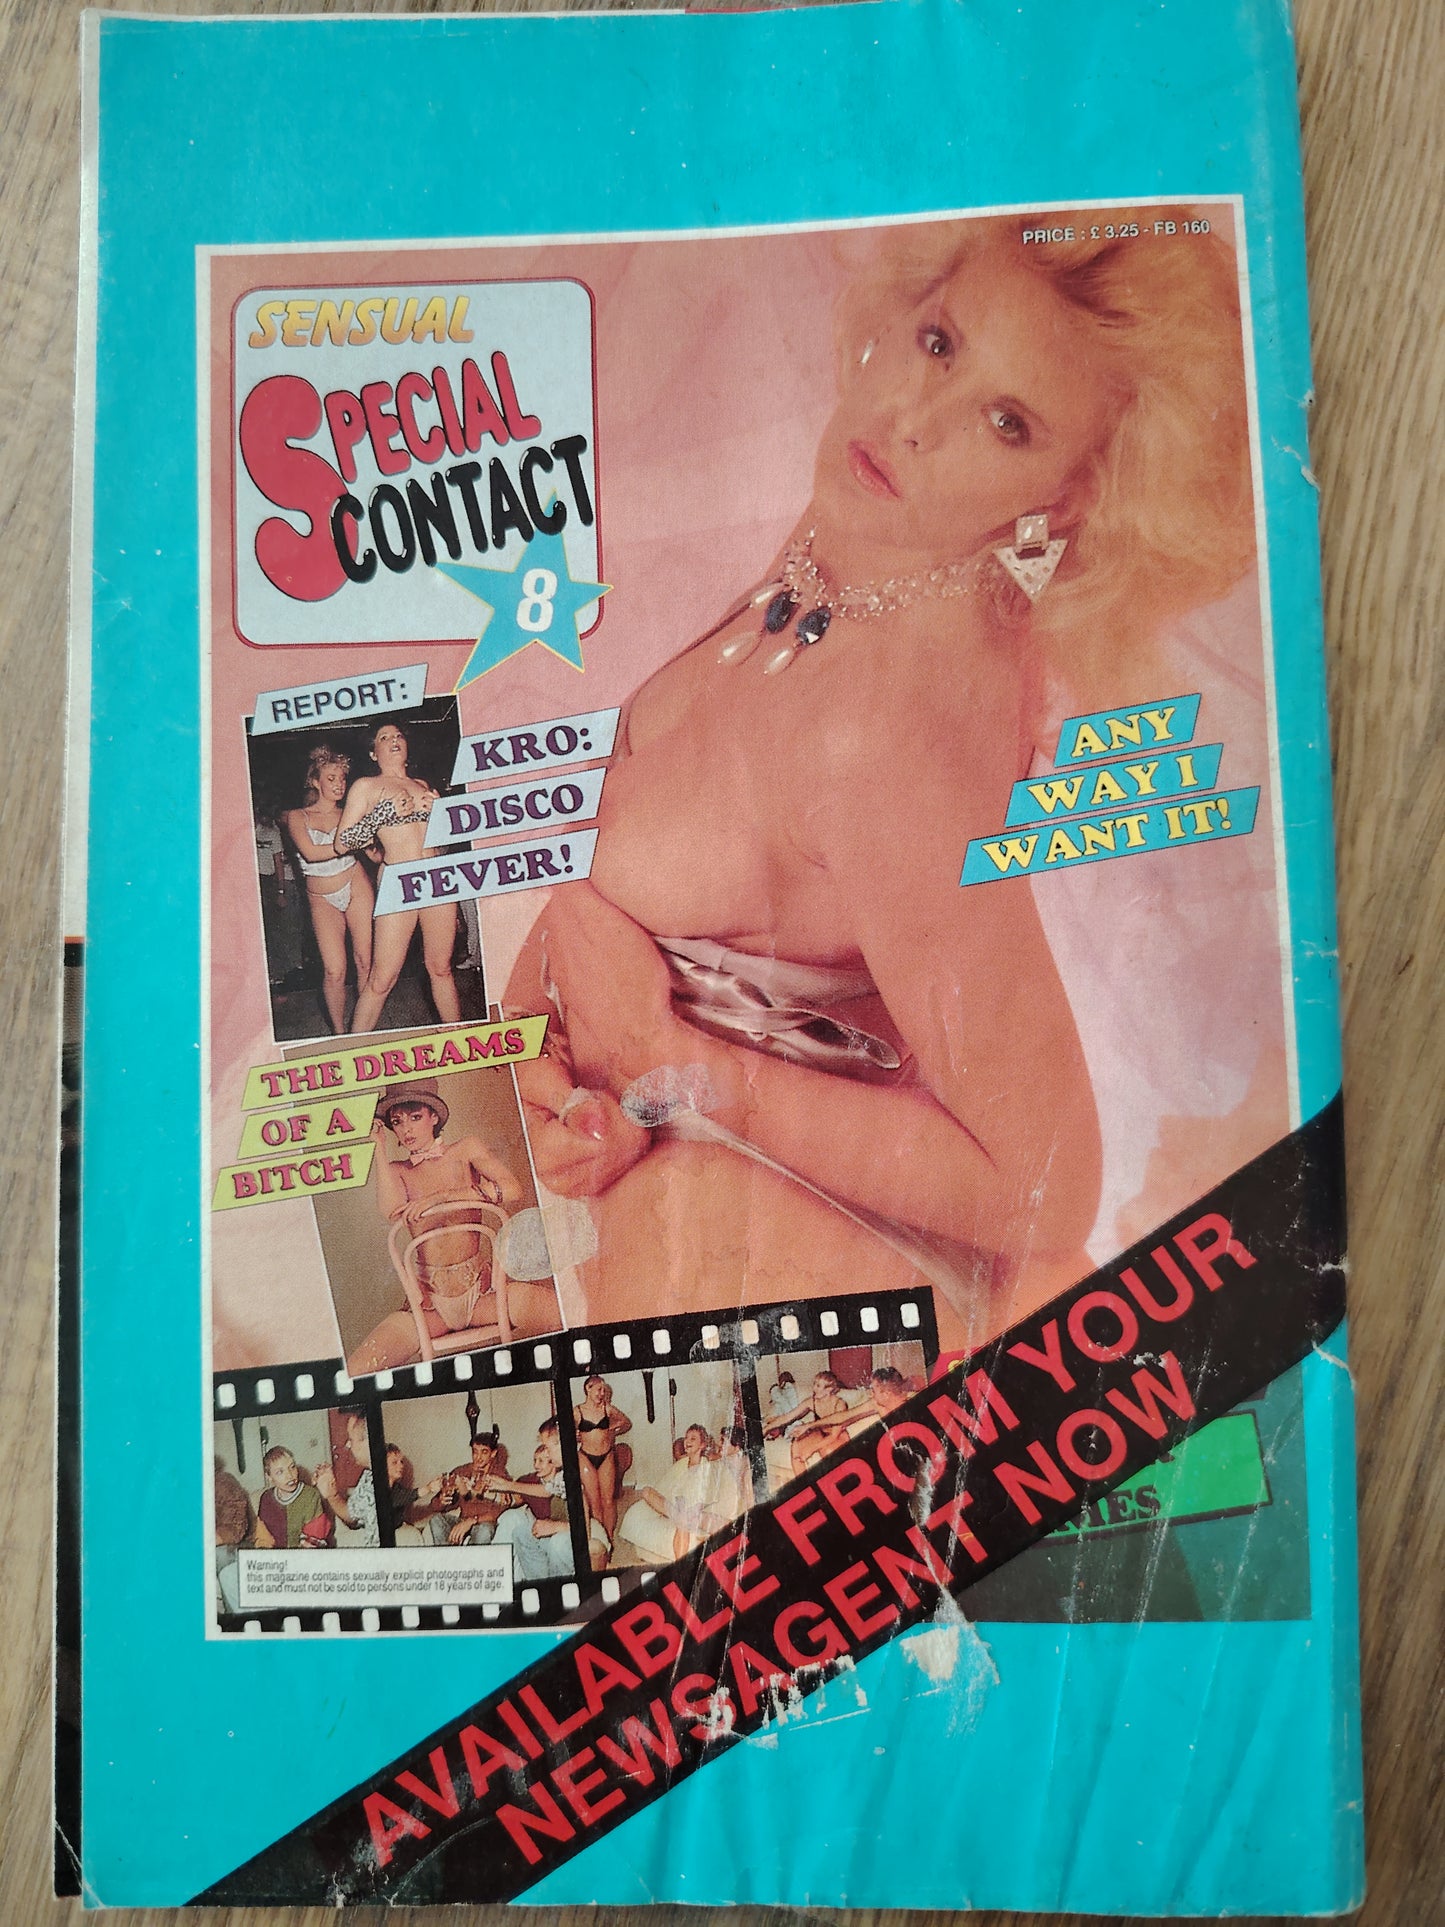 PRICE : £ 3.25 - FB 160
SENSUAL
SPECIAL
CONTACT
8
REPORT:
KRO:
DISCO
FEVER!
ANY
WAY I
WANT IT!
THE DREAMS
OF A
BITCH
Warning!
this magazine contains sexually explicit photographs and
text and must not be sold to persons under 18 years of age.
AVAILABLE FROM YOUR
NEWSAGENT NOW